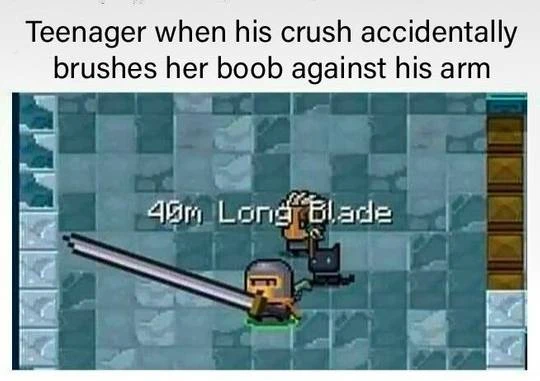 Teenager when his crush accidentally
brushes her boob against his arm
40m Long Blade